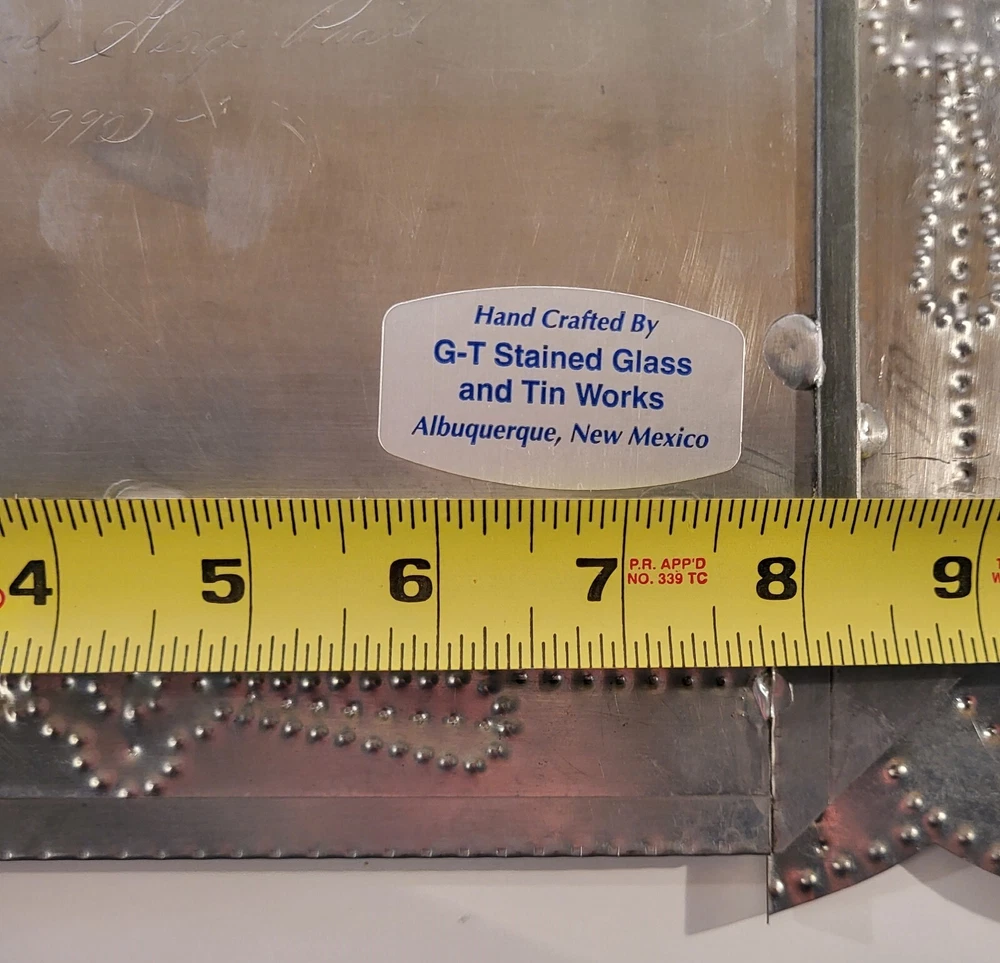 1992
Hand Crafted By
G-T Stained Glass
and Tin Works
Albuquerque, New Mexico
4 5 6 7 8 9
P.R. APP'D
NO. 339 TC